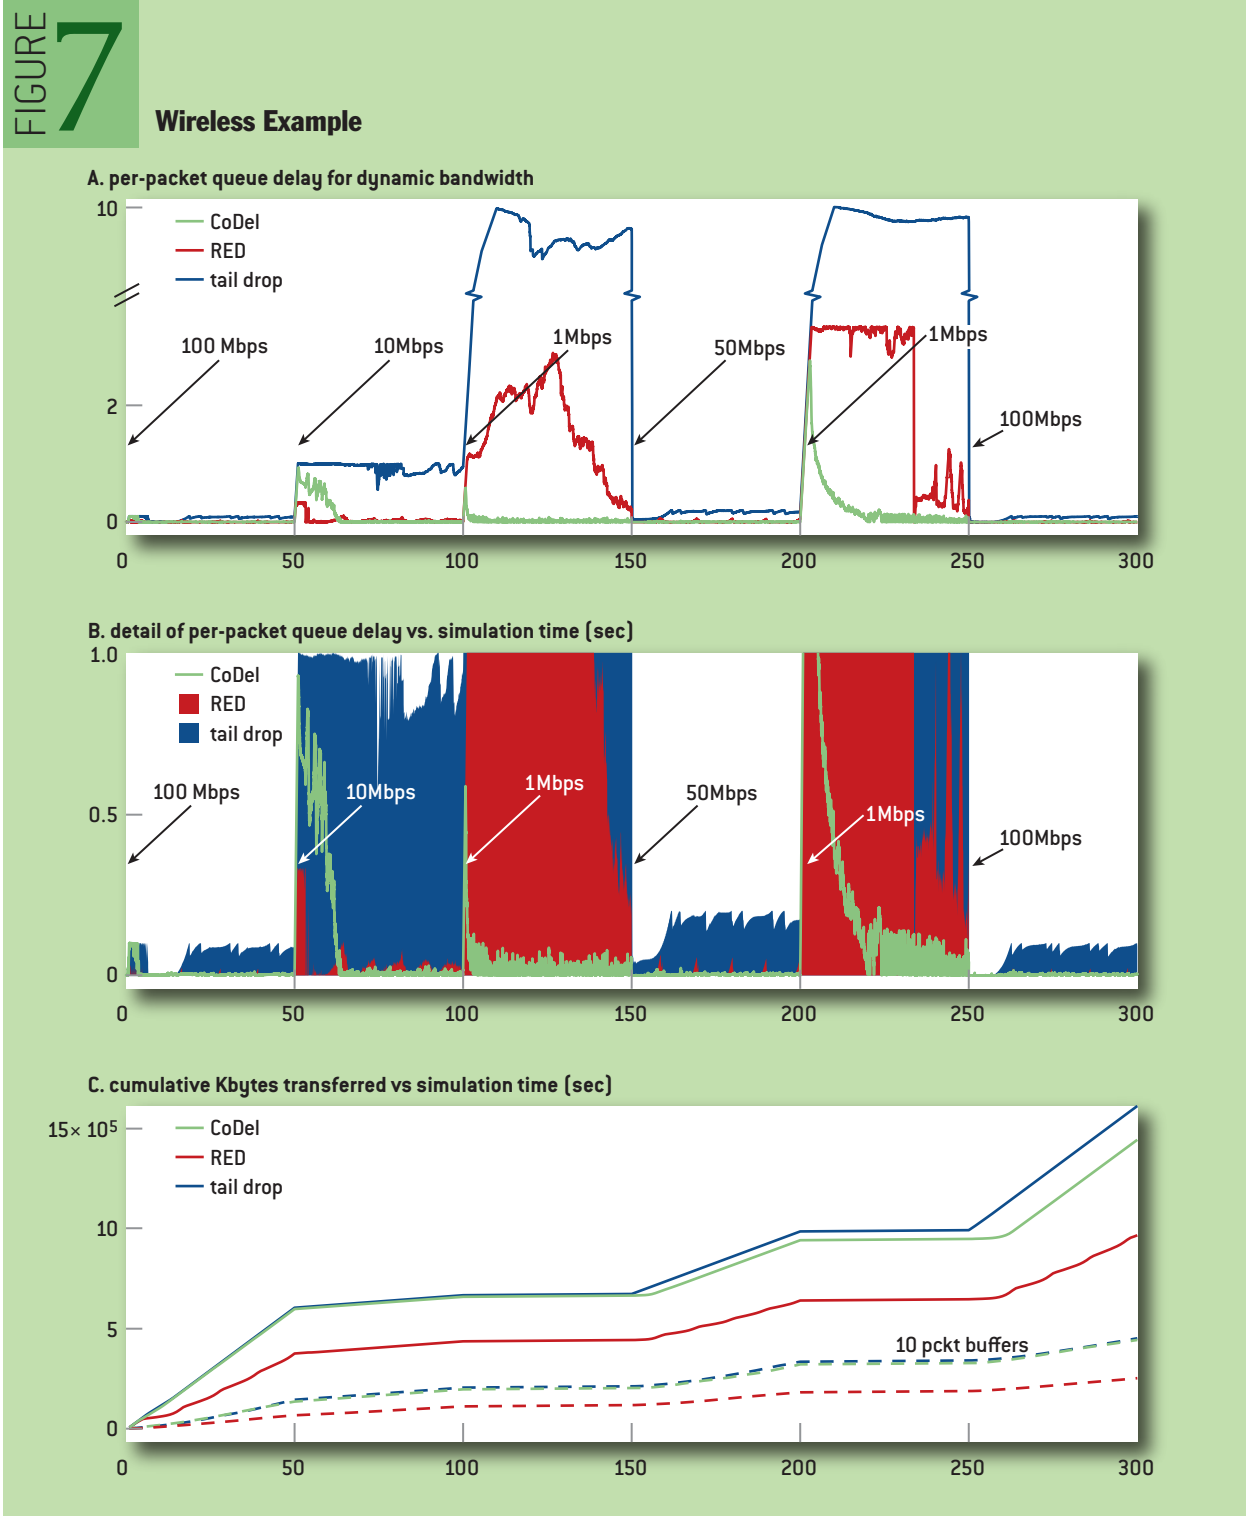 FIGURE 7
Wireless Example
A. per-packet queue delay for dynamic bandwidth
10
CoDel
RED
tail drop
100 Mbps
10Mbps
1Mbps
50Mbps
1Mbps
100Mbps
2
0
0 50 100 150 200 250 300
B. detail of per-packet queue delay vs. simulation time (sec)
1.0
CoDel
RED
tail drop
100 Mbps
10Mbps
1Mbps
50Mbps
1Mbps
100Mbps
0.5
0
0 50 100 150 200 250 300
C. cumulative Kbytes transferred vs simulation time (sec)
15× 10⁵
CoDel
RED
tail drop
10
5
10 pckt buffers
0
0 50 100 150 200 250 300